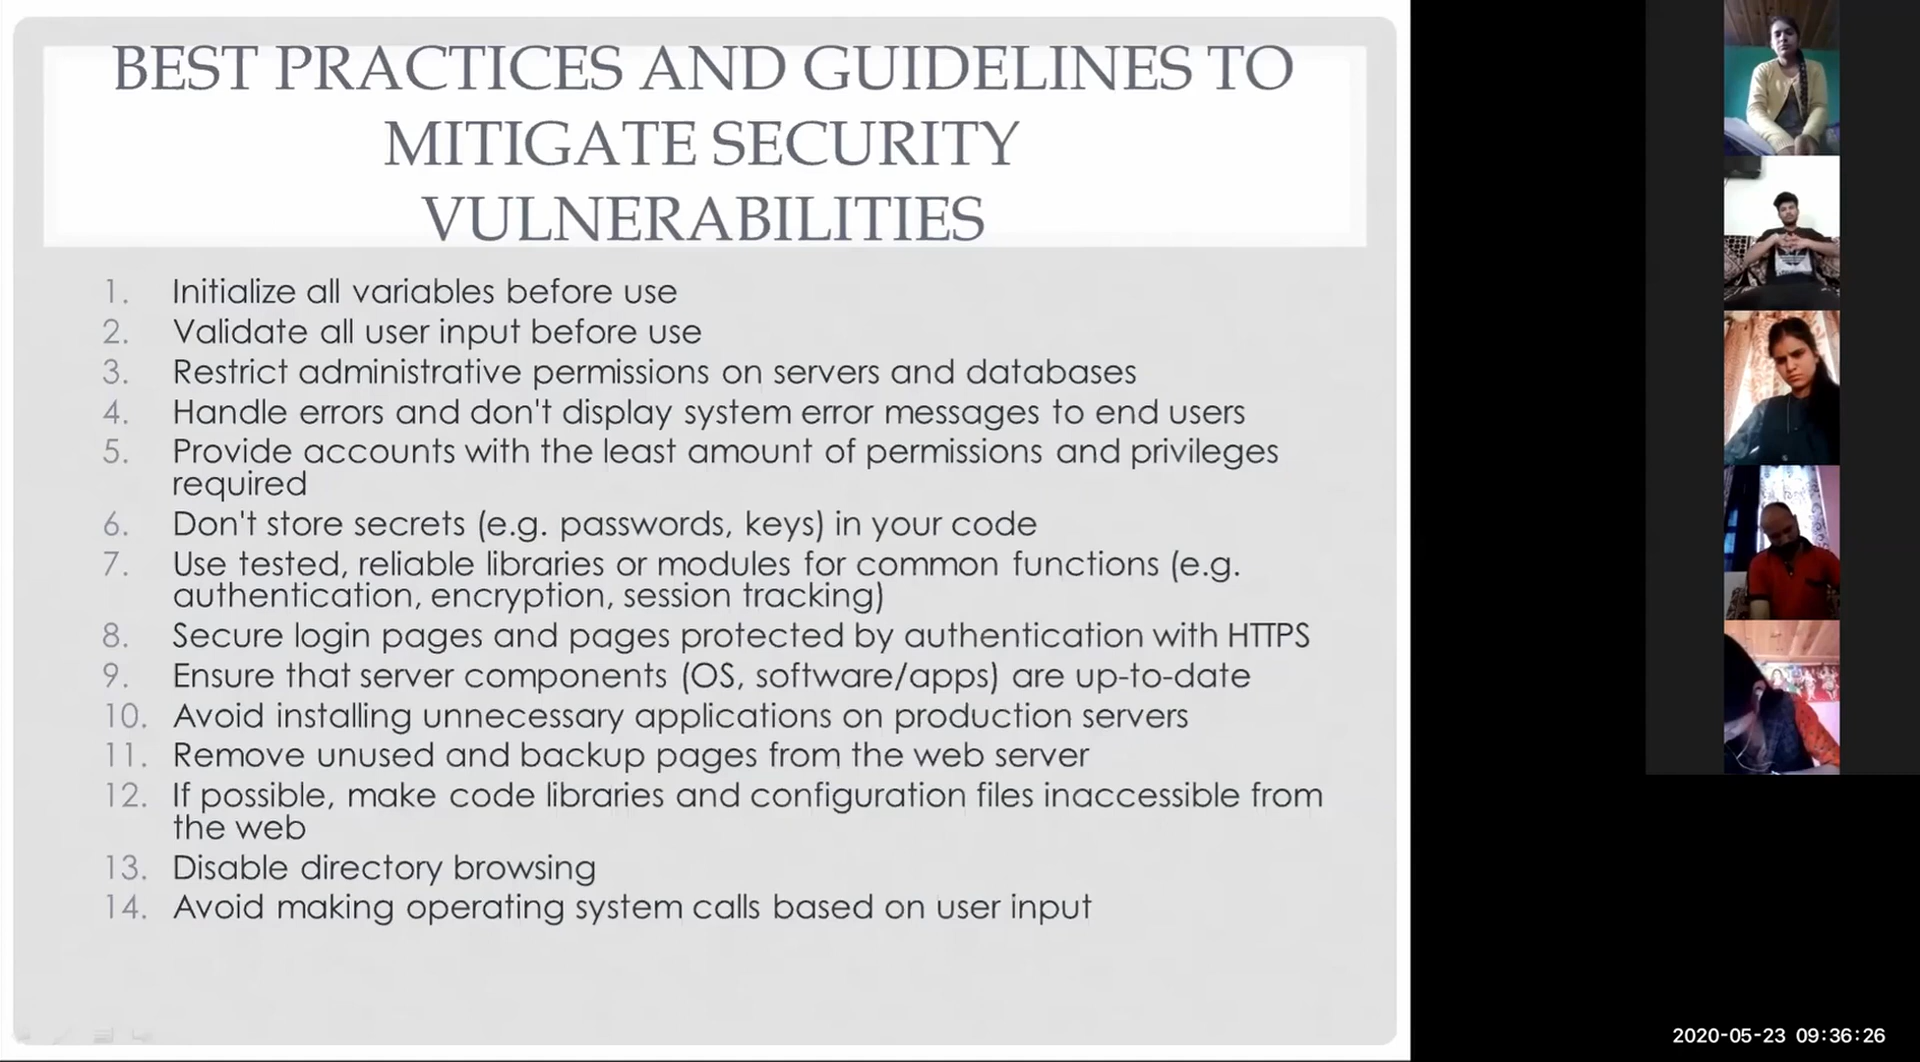 BEST PRACTICES AND GUIDELINES TO
MITIGATE SECURITY
VULNERABILITIES
1. Initialize all variables before use
2. Validate all user input before use
3. Restrict administrative permissions on servers and databases
4. Handle errors and don't display system error messages to end users
5. Provide accounts with the least amount of permissions and privileges
required
6. Don't store secrets (e.g. passwords, keys) in your code
7. Use tested, reliable libraries or modules for common functions (e.g.
authentication, encryption, session tracking)
8. Secure login pages and pages protected by authentication with HTTPS
9. Ensure that server components (OS, software/apps) are up-to-date
10. Avoid installing unnecessary applications on production servers
11. Remove unused and backup pages from the web server
12. If possible, make code libraries and configuration files inaccessible from
the web
13. Disable directory browsing
14. Avoid making operating system calls based on user input
2020-05-23 09:36:26